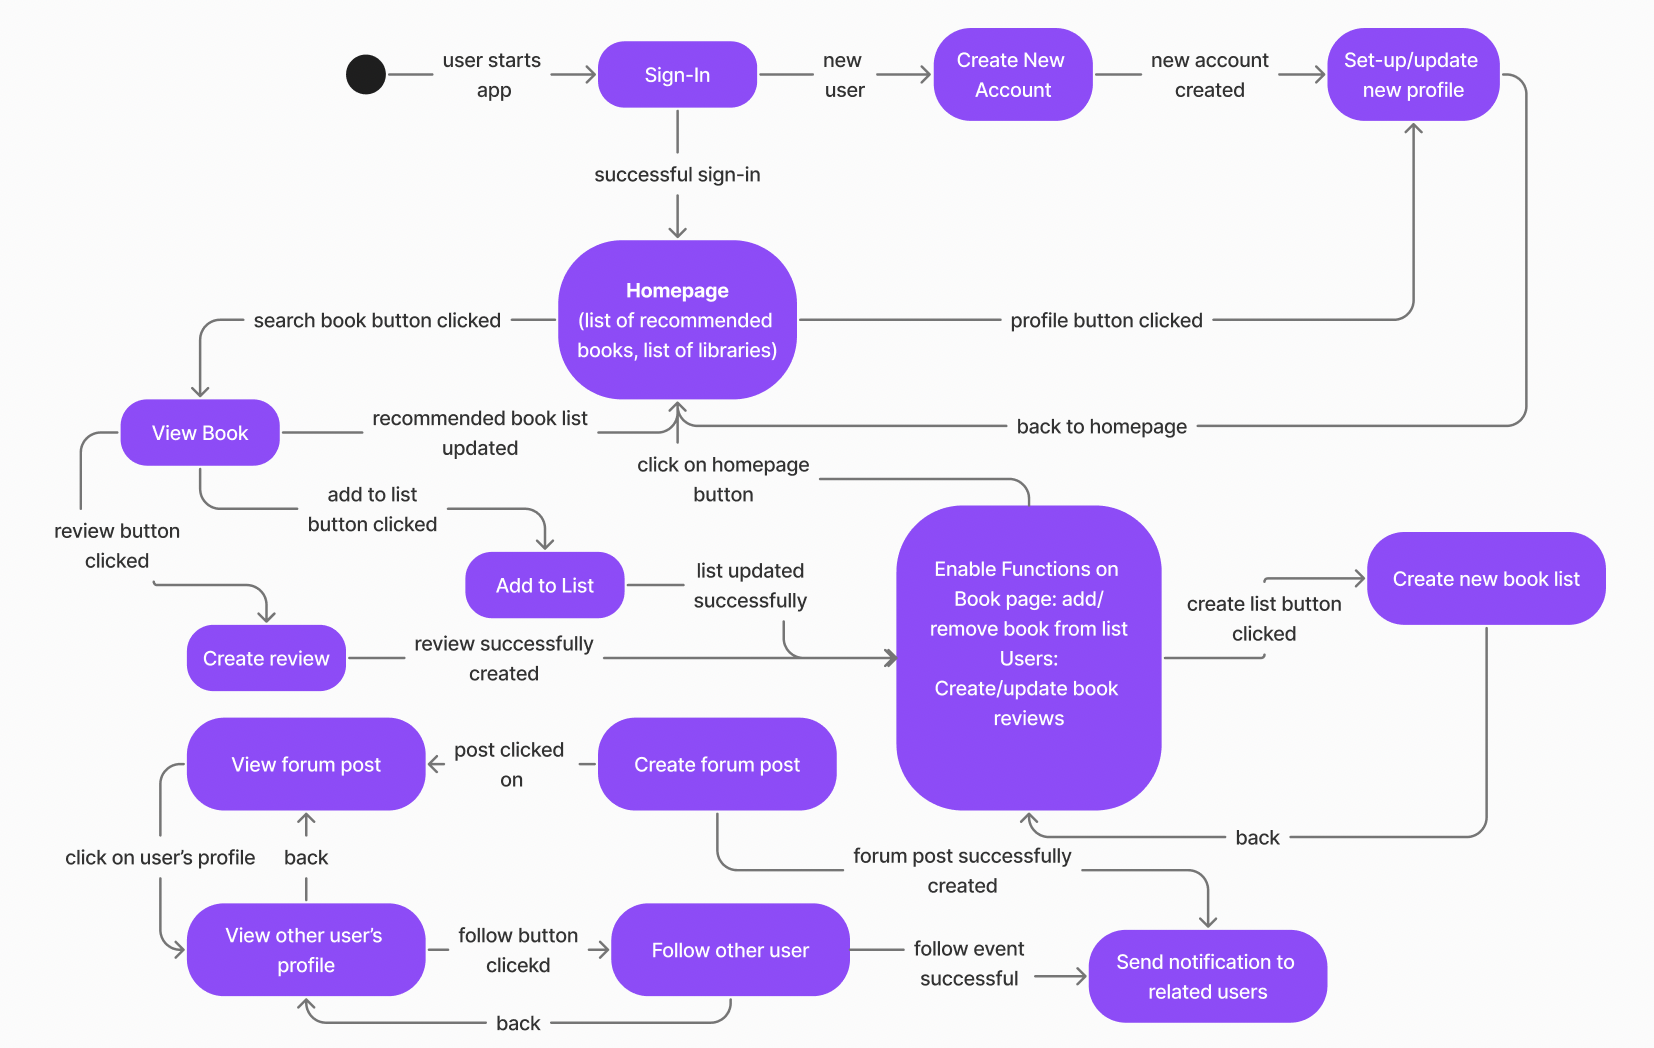 user starts
app
Sign-In
new
user
Create New
Account
new account
created
Set-up/update
new profile
successful sign-in
Homepage
(list of recommended
books, list of libraries)
search book button clicked
profile button clicked
View Book
recommended book list
updated
back to homepage
click on homepage
button
add to list
button clicked
review button
clicked
Add to List
list updated
successfully
Enable Functions on
Book page: add/
remove book from list
Users:
Create/update book
reviews
create list button
clicked
Create new book list
Create review
review successfully
created
View forum post
post clicked
on
Create forum post
back
click on user’s profile
back
forum post successfully
created
View other user’s
profile
follow button
clicekd
Follow other user
follow event
successful
Send notification to
related users
back